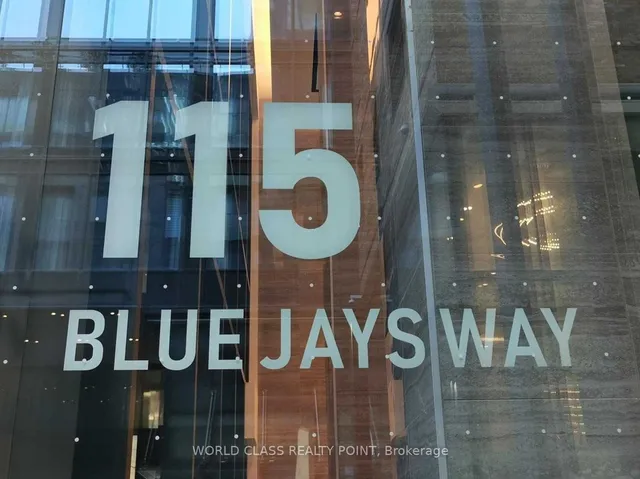 115
BLUE JAYS WAY
WORLD CLASS REALTY POINT, Brokerage